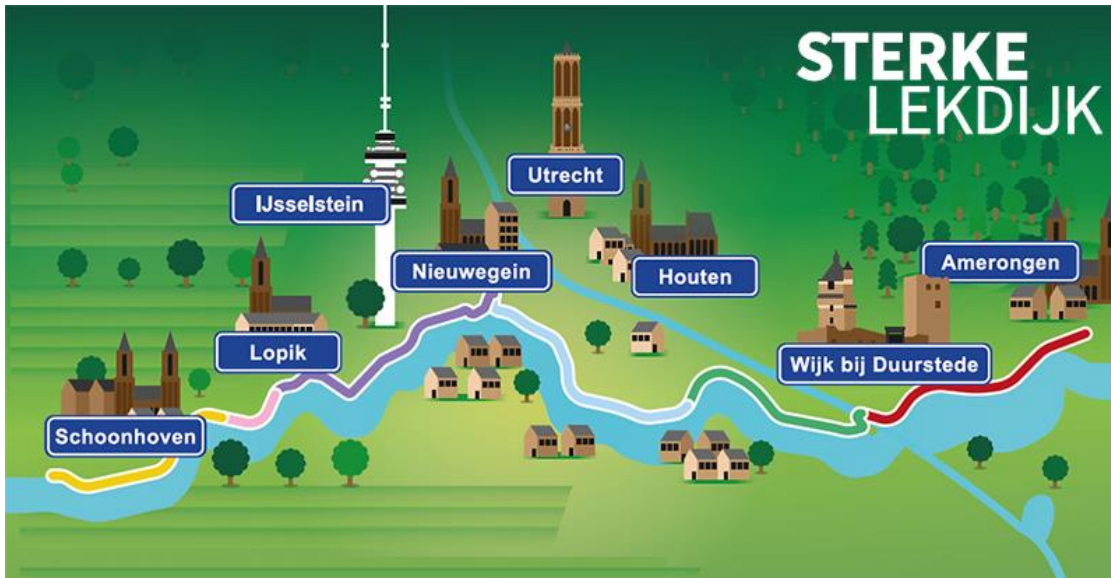 STERKE
LEKDIJK
Utrecht
IJsselstein
Nieuwegein
Houten
Amerongen
Lopik
Wijk bij Duurstede
Schoonhoven